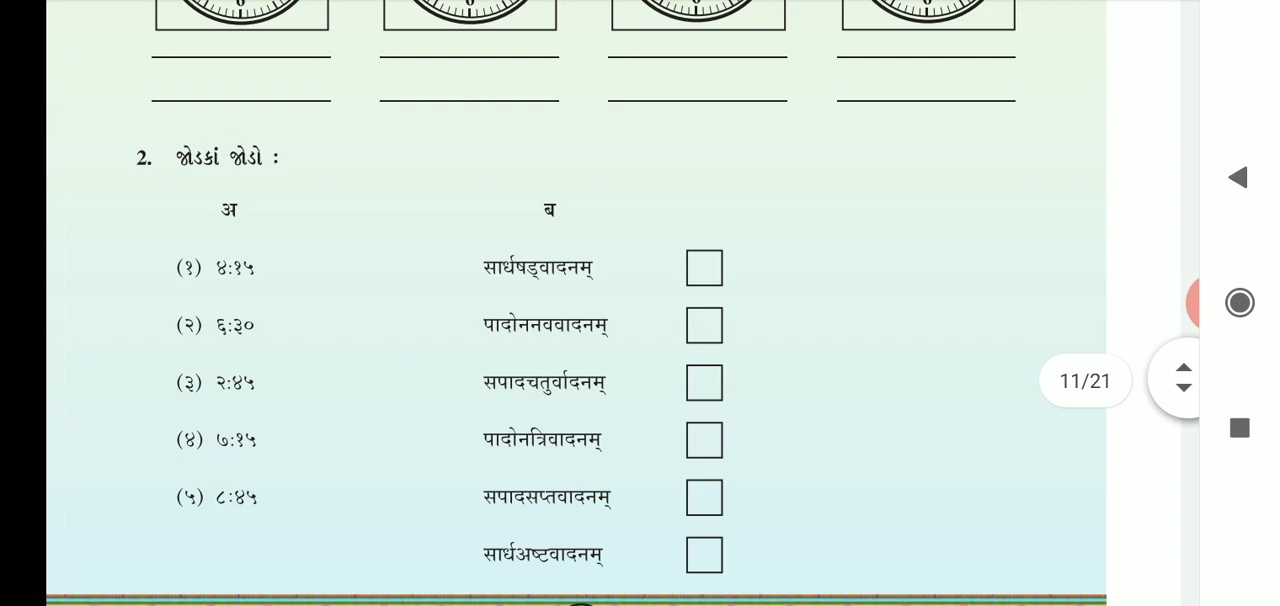 2. જોડકાં જોડો :
अ ब
(१) ४:१५ सार्धषड्वादनम्
(२) ६:३० पादोननववादनम्
(३) २:४५ सपादचतुर्वादनम्
(४) ७:१५ पादोनत्रिवादनम्
(५) ८:४५ सपादसप्तवादनम्
सार्धअष्टवादनम्
11/21